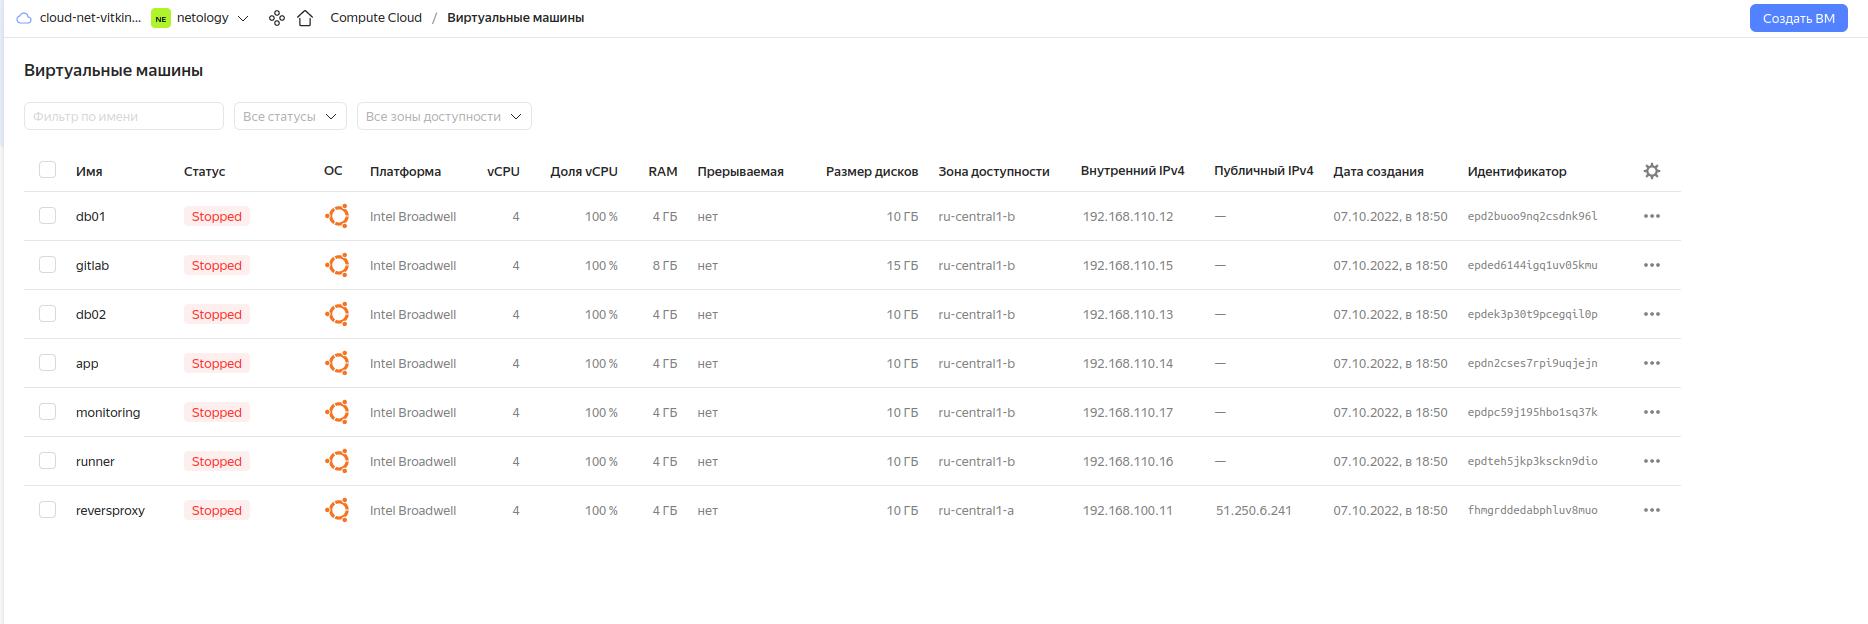 cloud-net-vitkin... NE netology Compute Cloud / Виртуальные машины Создать ВМ
Виртуальные машины
Фильтр по имени Все статусы Все зоны доступности
Имя Статус ОС Платформа vCPU Доля vCPU RAM Прерываемая Размер дисков Зона доступности Внутренний IPv4 Публичный IPv4 Дата создания Идентификатор
db01 Stopped Intel Broadwell 4 100 % 4 ГБ нет 10 ГБ ru-central1-b 192.168.110.12 — 07.10.2022, в 18:50 epd2buoo9nq2csdnk96l
gitlab Stopped Intel Broadwell 4 100 % 8 ГБ нет 15 ГБ ru-central1-b 192.168.110.15 — 07.10.2022, в 18:50 epded6144igq1uv05kmu
db02 Stopped Intel Broadwell 4 100 % 4 ГБ нет 10 ГБ ru-central1-b 192.168.110.13 — 07.10.2022, в 18:50 epdek3p30t9pcegqil0p
app Stopped Intel Broadwell 4 100 % 4 ГБ нет 10 ГБ ru-central1-b 192.168.110.14 — 07.10.2022, в 18:50 epdn2cses7rpi9uqjejn
monitoring Stopped Intel Broadwell 4 100 % 4 ГБ нет 10 ГБ ru-central1-b 192.168.110.17 — 07.10.2022, в 18:50 epdpc59j195hbo1sq37k
runner Stopped Intel Broadwell 4 100 % 4 ГБ нет 10 ГБ ru-central1-b 192.168.110.16 — 07.10.2022, в 18:50 epdteh5jkp3ksckn9dio
reversproxy Stopped Intel Broadwell 4 100 % 4 ГБ нет 10 ГБ ru-central1-a 192.168.100.11 51.250.6.241 07.10.2022, в 18:50 fhmgrddedabphluv8muo